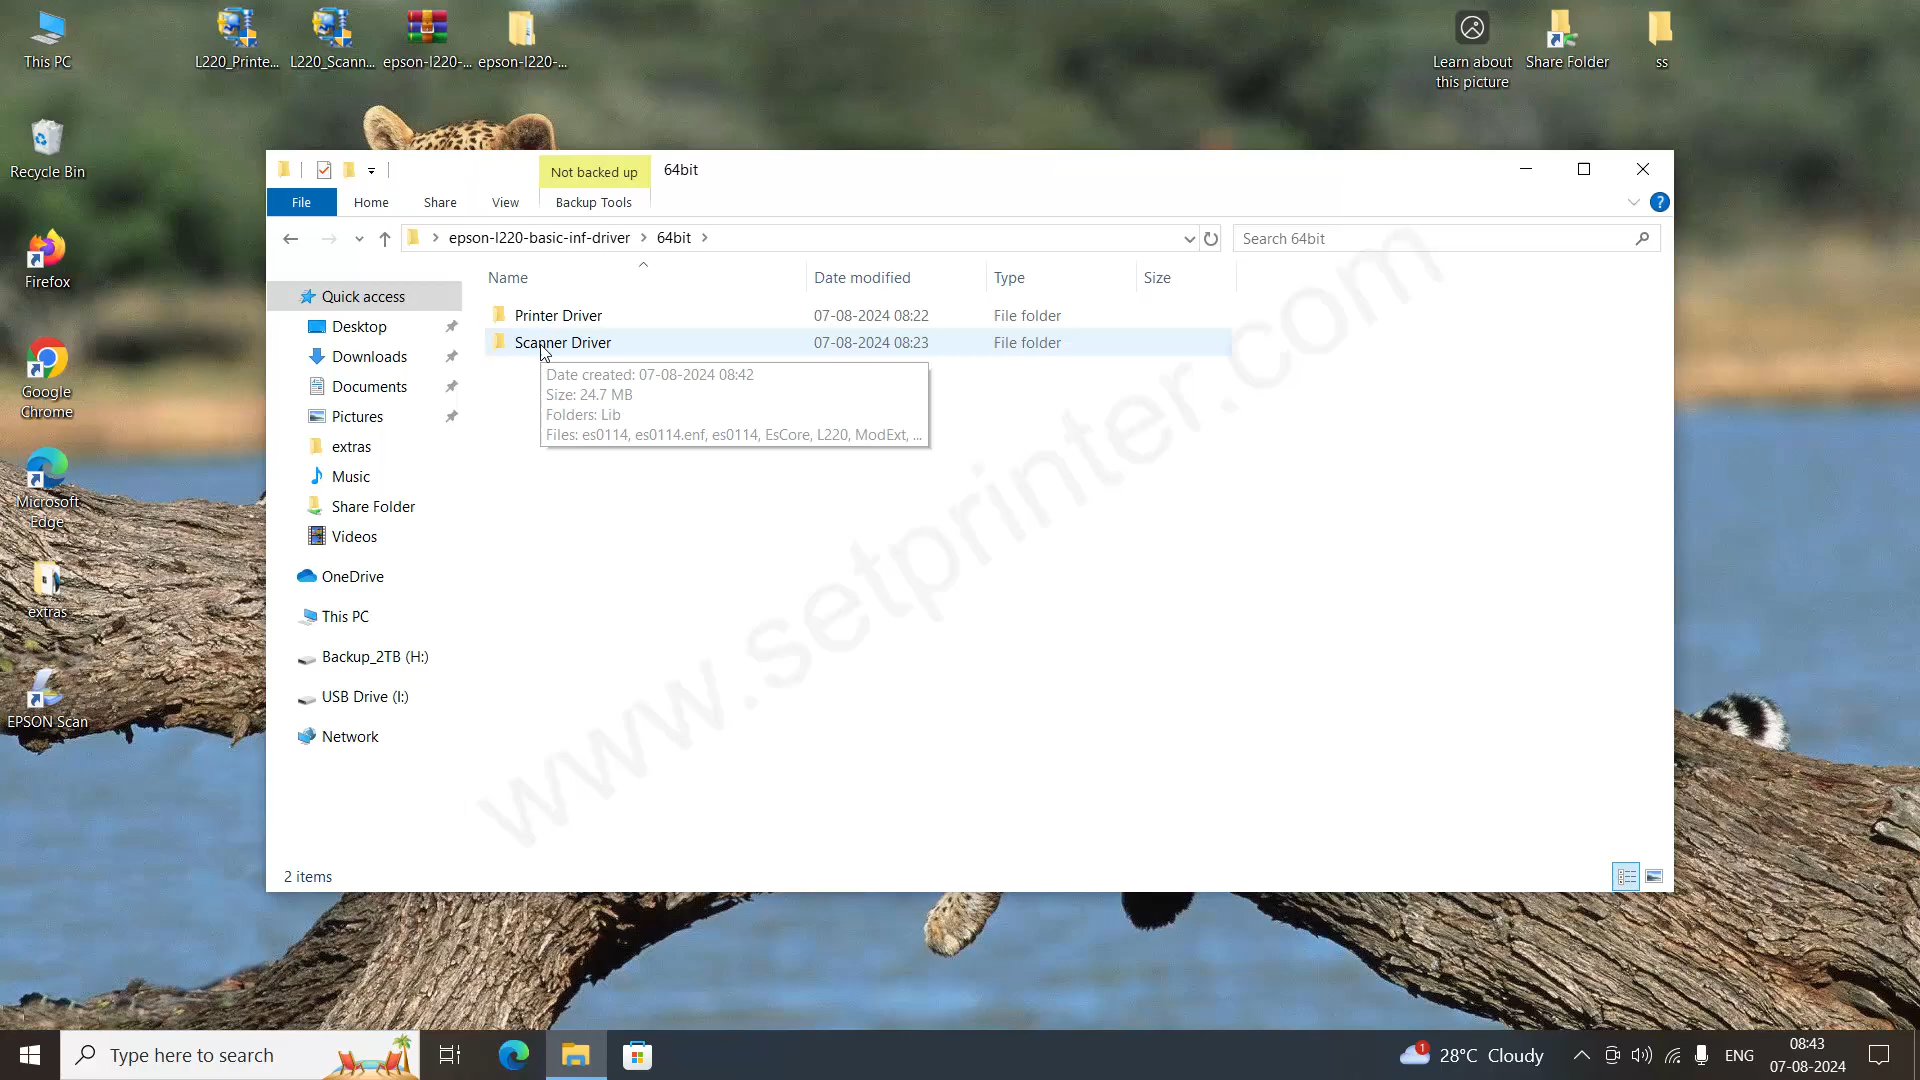 This PC
L220_Printe...
L220_Scann...
epson-l220-...
epson-l220-...
Learn about
this picture
Share Folder
ss
Recycle Bin
Firefox
Google
Chrome
Microsoft
Edge
extras
EPSON Scan
Not backed up
64bit
File
Home
Share
View
Backup Tools
epson-l220-basic-inf-driver
64bit
Search 64bit
Name
Date modified
Type
Size
Printer Driver
07-08-2024 08:22
File folder
Scanner Driver
07-08-2024 08:23
File folder
Date created: 07-08-2024 08:42
Size: 24.7 MB
Folders: Lib
Files: es0114, es0114.enf, es0114, EsCore, L220, ModExt, ...
Quick access
Desktop
Downloads
Documents
Pictures
extras
Music
Share Folder
Videos
OneDrive
This PC
Backup_2TB (H:)
USB Drive (I:)
Network
www.setprinter.com
2 items
Type here to search
1
28°C Cloudy
ENG
08:43
07-08-2024